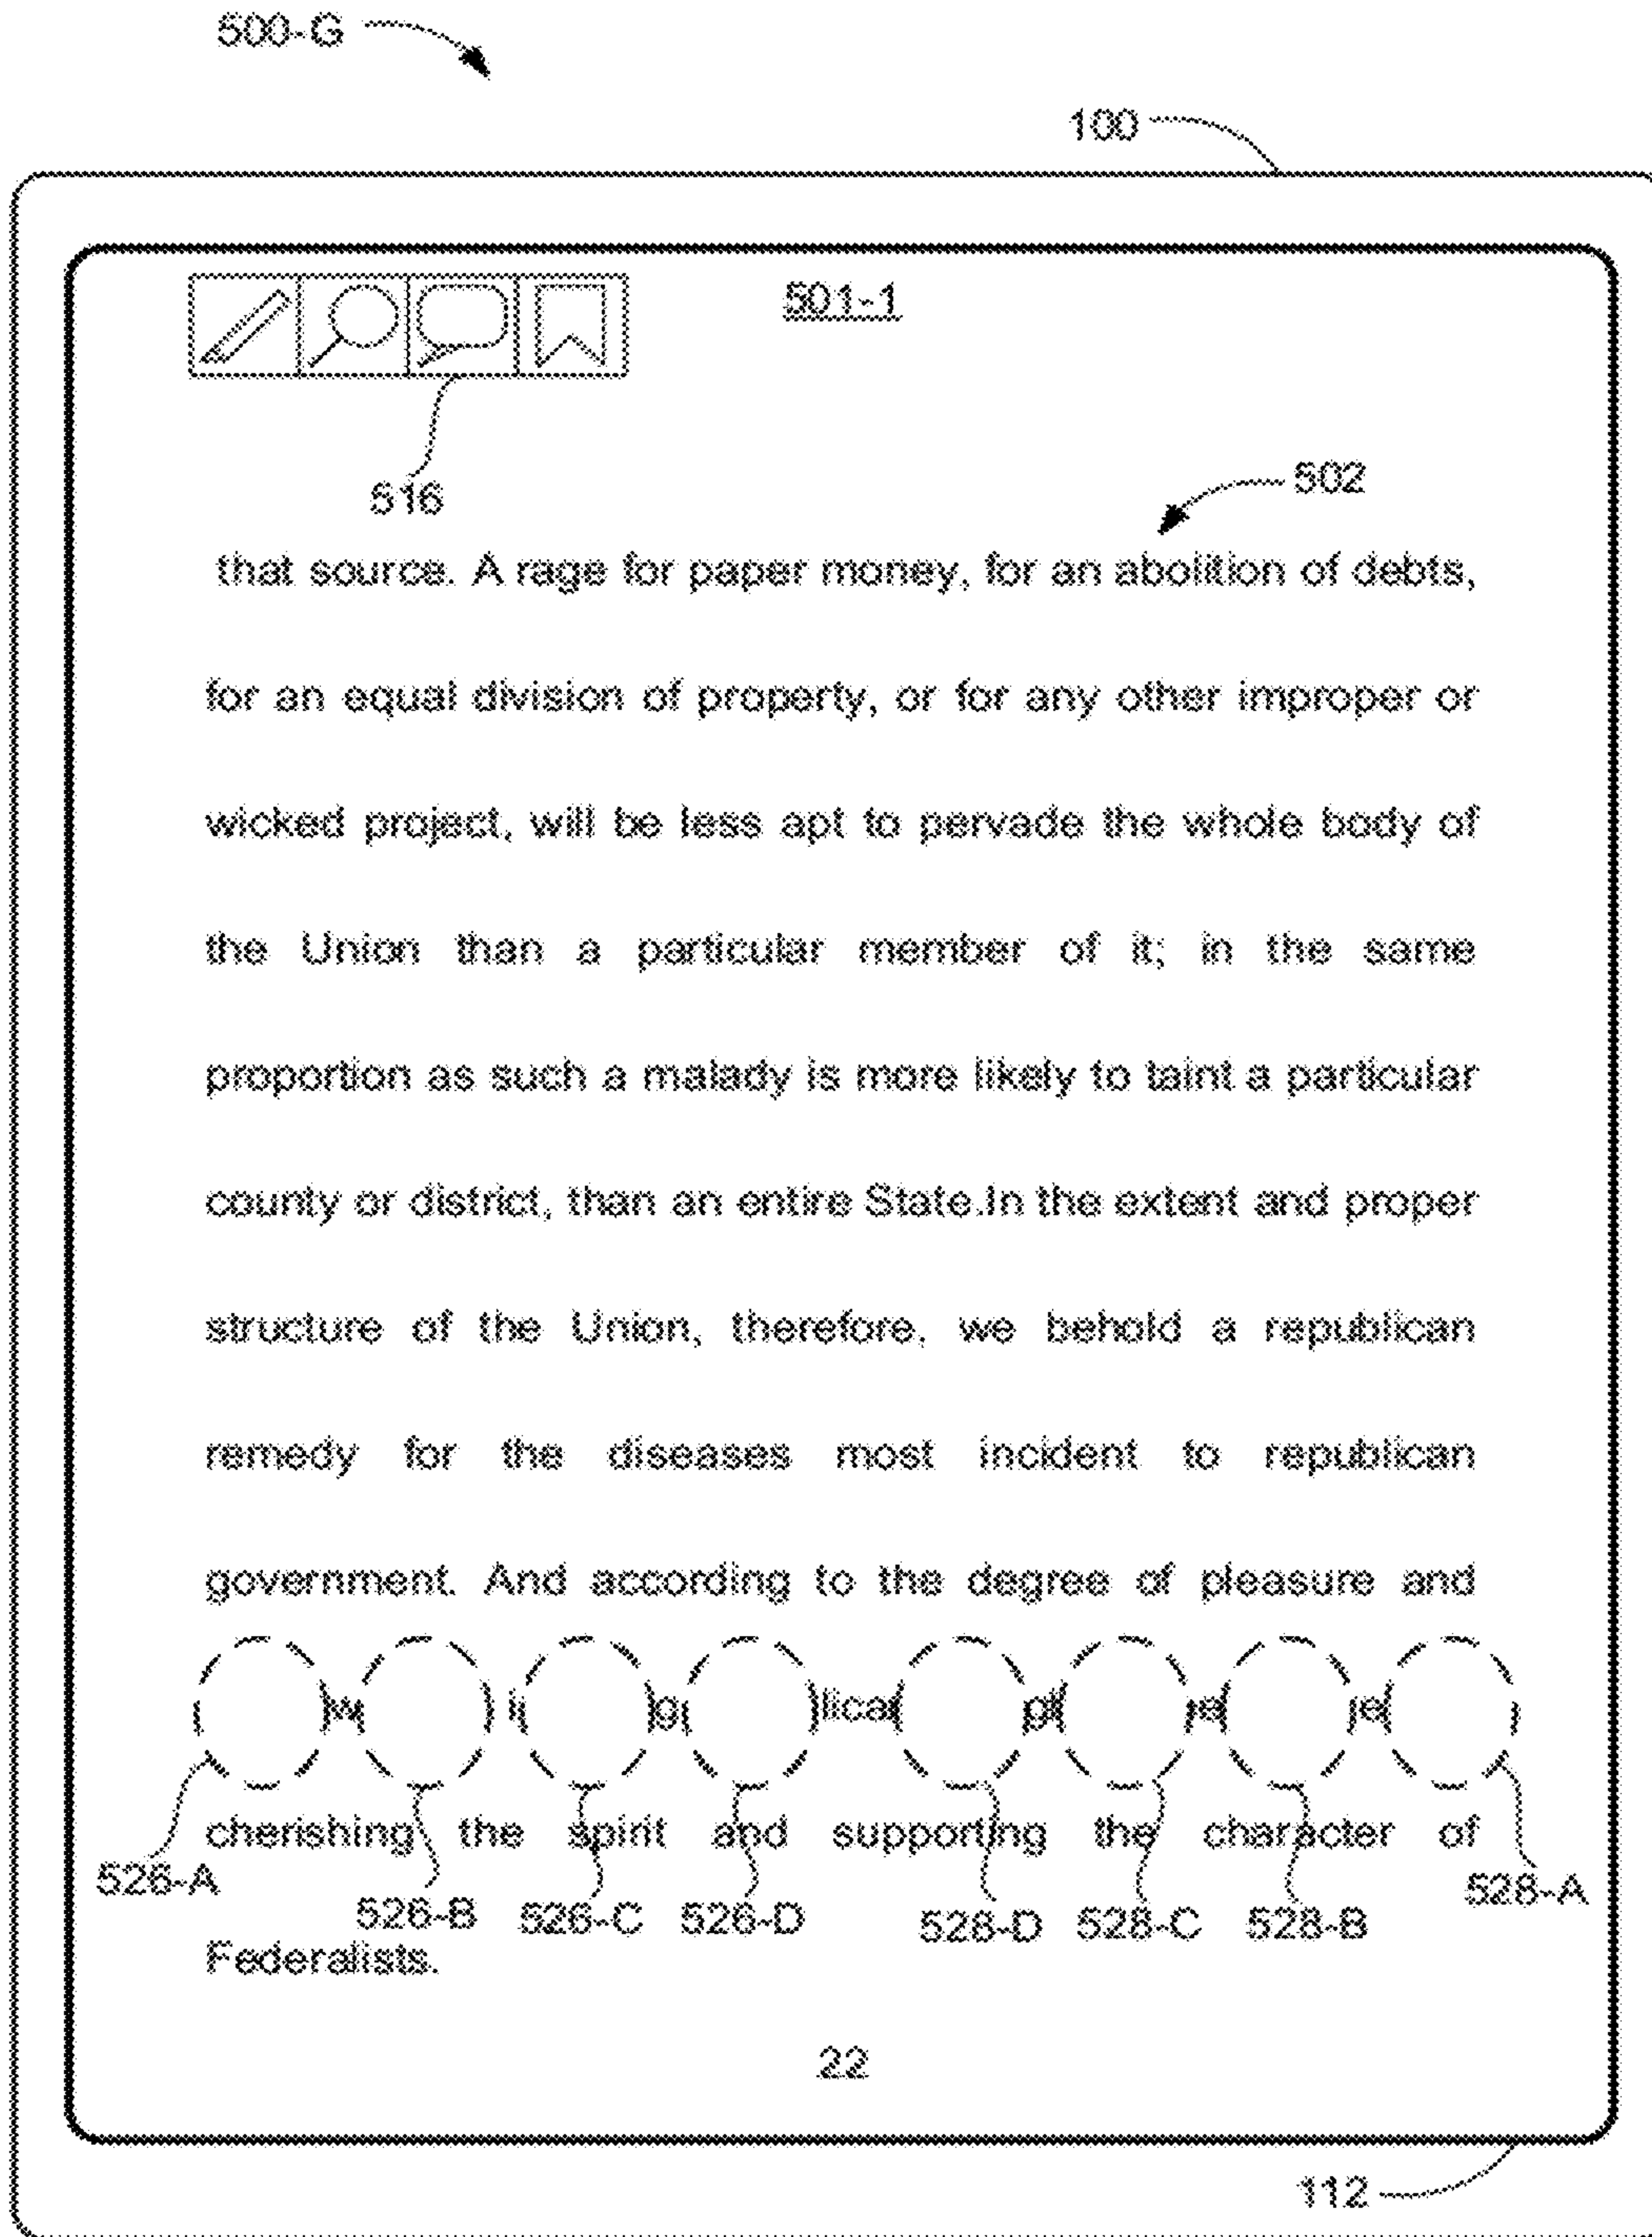 500-G
100
501-1
516
502
that source. A rage for paper money, for an abolition of debts,
for an equal division of property, or for any other improper or
wicked project, will be less apt to pervade the whole body of
the Union than a particular member of it; in the same
proportion as such a malady is more likely to taint a particular
county or district, than an entire State.In the extent and proper
structure of the Union, therefore, we behold a republican
remedy for the diseases most incident to republican
government. And according to the degree of pleasure and
lican
cherishing the spirit and supporting the character of
526-A 526-B 526-C 526-D 528-D 528-C 528-B 528-A
Federalists.
22
112